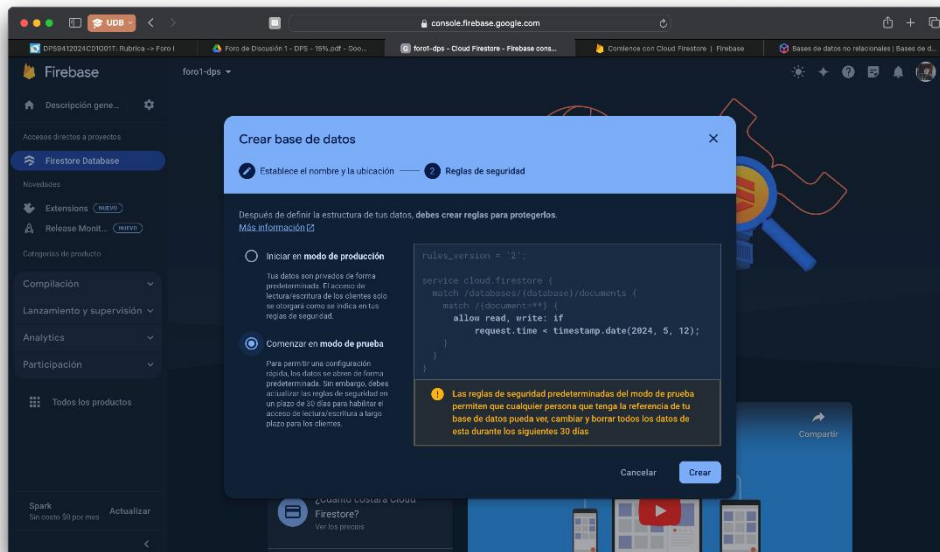 UDB
console.firebase.google.com
DPS9412024C01G01T: Rubrica -> Foro I
Foro de Discusión 1 - DPS - 15%.pdf - Goo...
foro1-dps - Cloud Firestore - Firebase cons...
Comience con Cloud Firestore | Firebase
Bases de datos no relacionales | Bases de d...
Firebase
foro1-dps
Descripción gene...
Accesos directos a proyectos
Firestore Database
Novedades
Extensions NUEVO
Release Monit... NUEVO
Categorías de producto
Compilación
Lanzamiento y supervisión
Analytics
Participación
Todos los productos
Spark
Sin costo $0 por mes
Actualizar
Crear base de datos
Establece el nombre y la ubicación
2 Reglas de seguridad
Después de definir la estructura de tus datos, debes crear reglas para protegerlos.
Más información
Iniciar en modo de producción
Tus datos son privados de forma
predeterminada. El acceso de
lectura/escritura de los clientes solo
se otorgará como se indica en tus
reglas de seguridad.
Comenzar en modo de prueba
Para permitir una configuración
rápida, los datos se abren de forma
predeterminada. Sin embargo, debes
actualizar las reglas de seguridad en
un plazo de 30 días para habilitar el
acceso de lectura/escritura a largo
plazo para los clientes.
rules_version = '2';
service cloud.firestore {
match /databases/{database}/documents {
match /{document=**} {
allow read, write: if
request.time < timestamp.date(2024, 5, 12);
}
}
}
Las reglas de seguridad predeterminadas del modo de prueba
permiten que cualquier persona que tenga la referencia de tu
base de datos pueda ver, cambiar y borrar todos los datos de
esta durante los siguientes 30 días
Cancelar
Crear
¿Cuánto costará Cloud
Firestore?
Ver los precios
Compartir